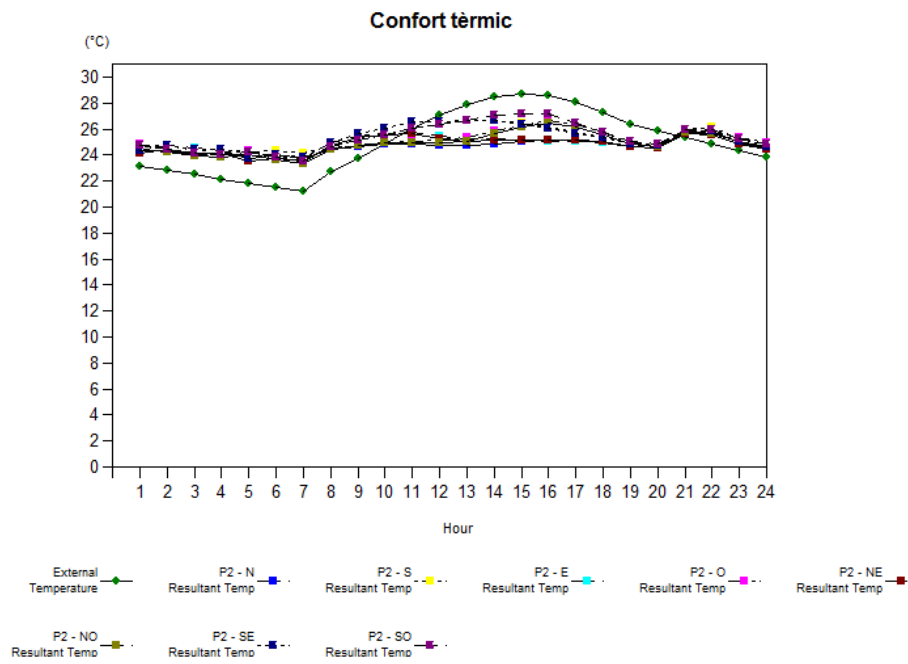 Confort tèrmic
(°C)
30
28
26
24
22
20
18
16
14
12
10
8
6
4
2
0
1 2 3 4 5 6 7 8 9 10 11 12 13 14 15 16 17 18 19 20 21 22 23 24
Hour
External Temperature
P2 - N Resultant Temp
P2 - S Resultant Temp
P2 - E Resultant Temp
P2 - O Resultant Temp
P2 - NE Resultant Temp
P2 - NO Resultant Temp
P2 - SE Resultant Temp
P2 - SO Resultant Temp